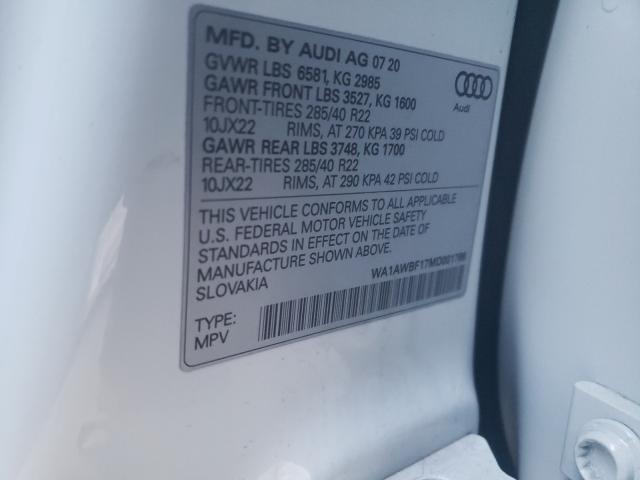 MFD. BY AUDI AG 07 20
GVWR LBS 6581, KG 2985
GAWR FRONT LBS 3527, KG 1600
FRONT-TIRES 285/40 R22
10JX22 RIMS, AT 270 KPA 39 PSI COLD
GAWR REAR LBS 3748, KG 1700
REAR-TIRES 285/40 R22
10JX22 RIMS, AT 290 KPA 42 PSI COLD
Audi
THIS VEHICLE CONFORMS TO ALL APPLICABLE
U.S. FEDERAL MOTOR VEHICLE SAFETY
STANDARDS IN EFFECT ON THE DATE OF
MANUFACTURE SHOWN ABOVE.
SLOVAKIA
TYPE:
MPV